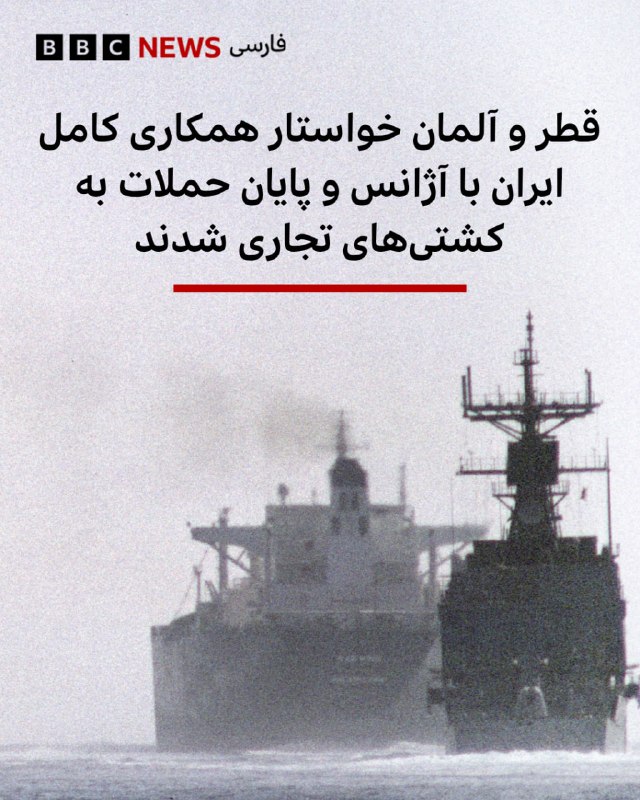 BBC NEWS فارسی
قطر و آلمان خواستار همکاری کامل
ایران با آژانس و پایان حملات به
کشتی‌های تجاری شدند